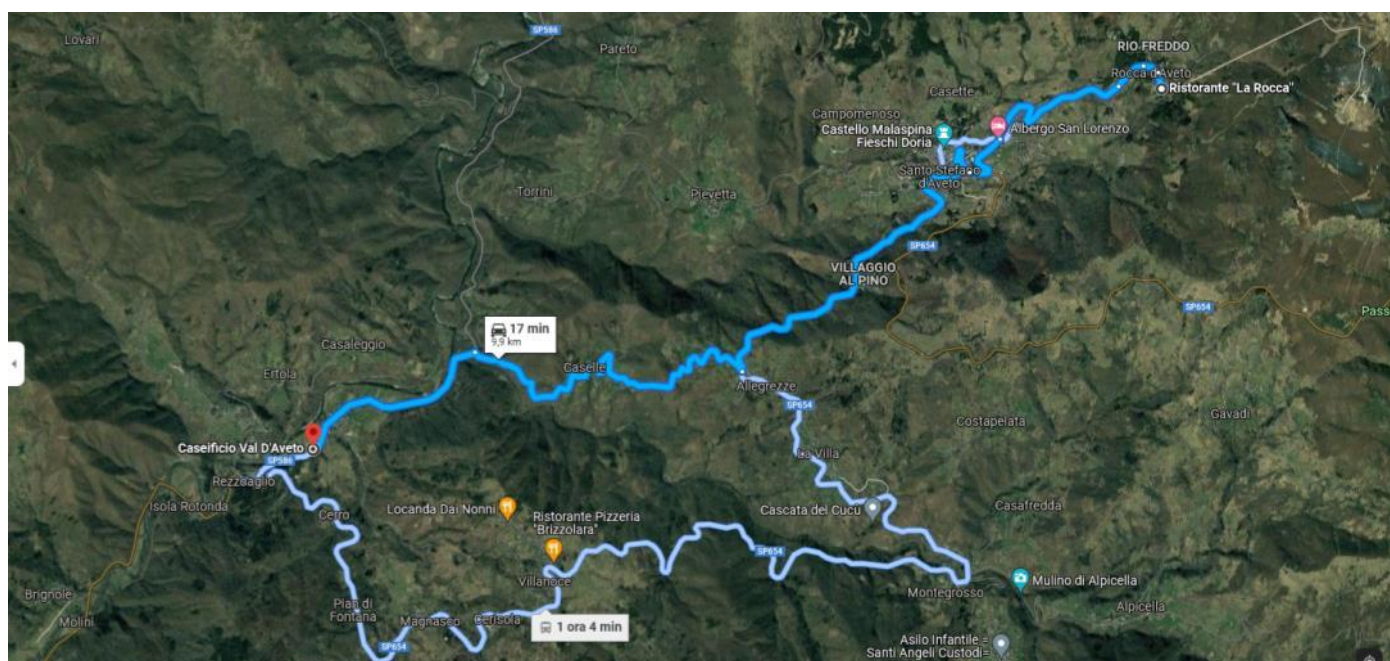 Lovari
SP586
Pareto
RIO FREDDO
Rocca d'Aveto
Ristorante "La Rocca"
Casette
Campomenoso
Castello Malaspina
Fieschi Doria
Albergo San Lorenzo
Santo Stefano
d'Aveto
Torrini
Pievetta
SP654
VILLAGGIO
AL PINO
SP654
Pass
17 min
9,9 km
Casaleggio
Caselle
Ertola
Allegrezze
SP654
Costapelata
Gavadi
Caseificio Val D'Aveto
SP586
La Villa
Rezzoaglio
Isola Rotonda
Cerro
Locanda Dai Nonni
Cascata del Cucù
Casafredda
Ristorante Pizzeria
"Brizzolara"
SP654
Villanoce
Mulino di Alpicella
Montegrosso
Alpicella
Brignole
Molini
Pian di
Fontana
Magnasco
Cerisola
1 ora 4 min
SP654
Asilo Infantile =
Santi Angeli Custodi=